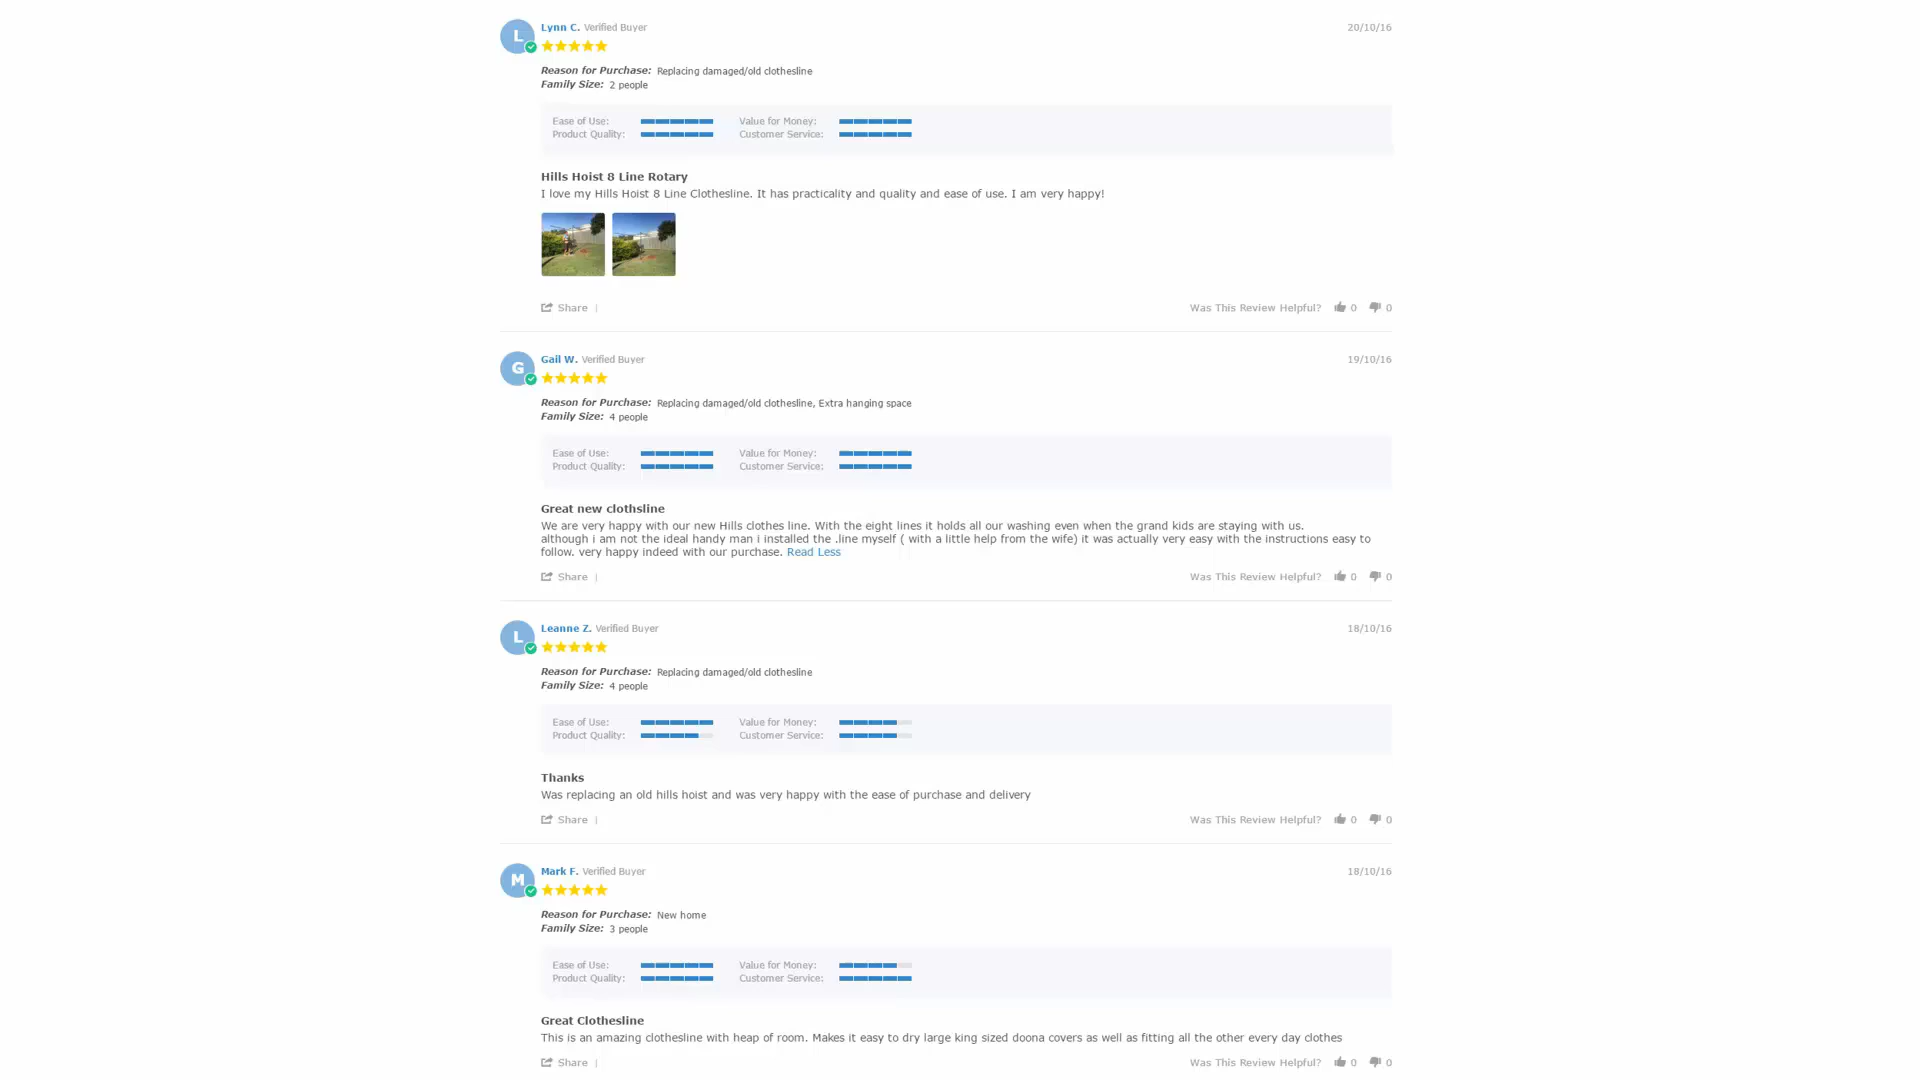 L Lynn C. Verified Buyer 20/10/16
Reason for Purchase: Replacing damaged/old clothesline
Family Size: 2 people
Ease of Use: Value for Money:
Product Quality: Customer Service:
Hills Hoist 8 Line Rotary
I love my Hills Hoist 8 Line Clothesline. It has practicality and quality and ease of use. I am very happy!
Share | Was This Review Helpful? 0 0
G Gail W. Verified Buyer 19/10/16
Reason for Purchase: Replacing damaged/old clothesline, Extra hanging space
Family Size: 4 people
Ease of Use: Value for Money:
Product Quality: Customer Service:
Great new clothsline
We are very happy with our new Hills clothes line. With the eight lines it holds all our washing even when the grand kids are staying with us.
although i am not the ideal handy man i installed the .line myself ( with a little help from the wife) it was actually very easy with the instructions easy to
follow. very happy indeed with our purchase. Read Less
Share | Was This Review Helpful? 0 0
L Leanne Z. Verified Buyer 18/10/16
Reason for Purchase: Replacing damaged/old clothesline
Family Size: 4 people
Ease of Use: Value for Money:
Product Quality: Customer Service:
Thanks
Was replacing an old hills hoist and was very happy with the ease of purchase and delivery
Share | Was This Review Helpful? 0 0
M Mark F. Verified Buyer 18/10/16
Reason for Purchase: New home
Family Size: 3 people
Ease of Use: Value for Money:
Product Quality: Customer Service:
Great Clothesline
This is an amazing clothesline with heap of room. Makes it easy to dry large king sized doona covers as well as fitting all the other every day clothes
Share | Was This Review Helpful? 0 0